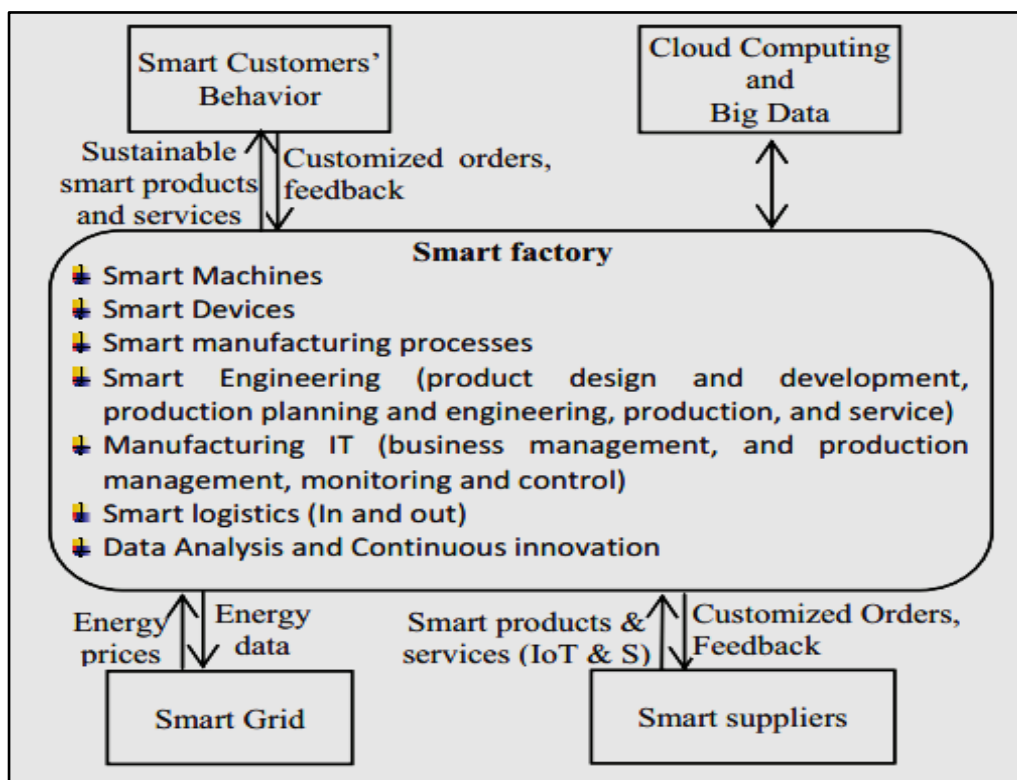 Smart Customers’
Behavior
Cloud Computing
and
Big Data
Sustainable
smart products
and services
Customized orders,
feedback
Smart factory
Smart Machines
Smart Devices
Smart manufacturing processes
Smart Engineering (product design and development,
production planning and engineering, production, and service)
Manufacturing IT (business management, and production
management, monitoring and control)
Smart logistics (In and out)
Data Analysis and Continuous innovation
Energy
prices
Energy
data
Smart products &
services (IoT & S)
Customized Orders,
Feedback
Smart Grid
Smart suppliers